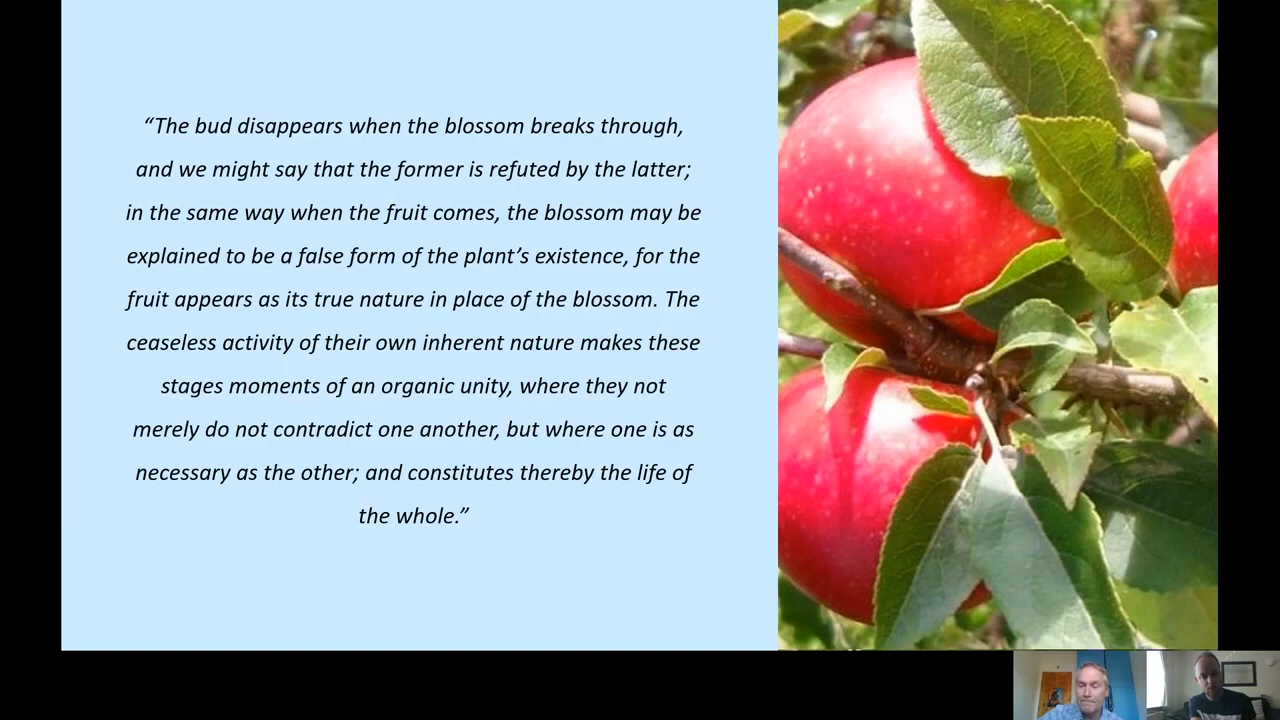 “The bud disappears when the blossom breaks through,
and we might say that the former is refuted by the latter;
in the same way when the fruit comes, the blossom may be
explained to be a false form of the plant’s existence, for the
fruit appears as its true nature in place of the blossom. The
ceaseless activity of their own inherent nature makes these
stages moments of an organic unity, where they not
merely do not contradict one another, but where one is as
necessary as the other; and constitutes thereby the life of
the whole.”